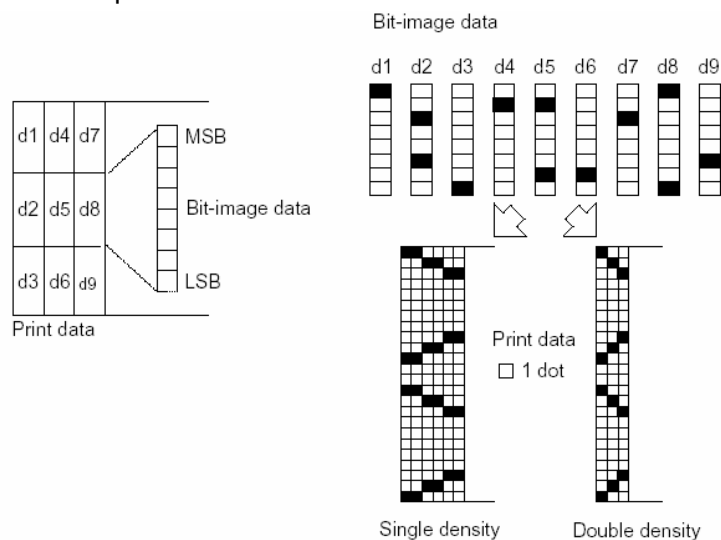 Bit-image data
d1 d2 d3 d4 d5 d6 d7 d8 d9
d1 d4 d7
MSB
d2 d5 d8
Bit-image data
d3 d6 d9
LSB
Print data
Print data
1 dot
Single density
Double density